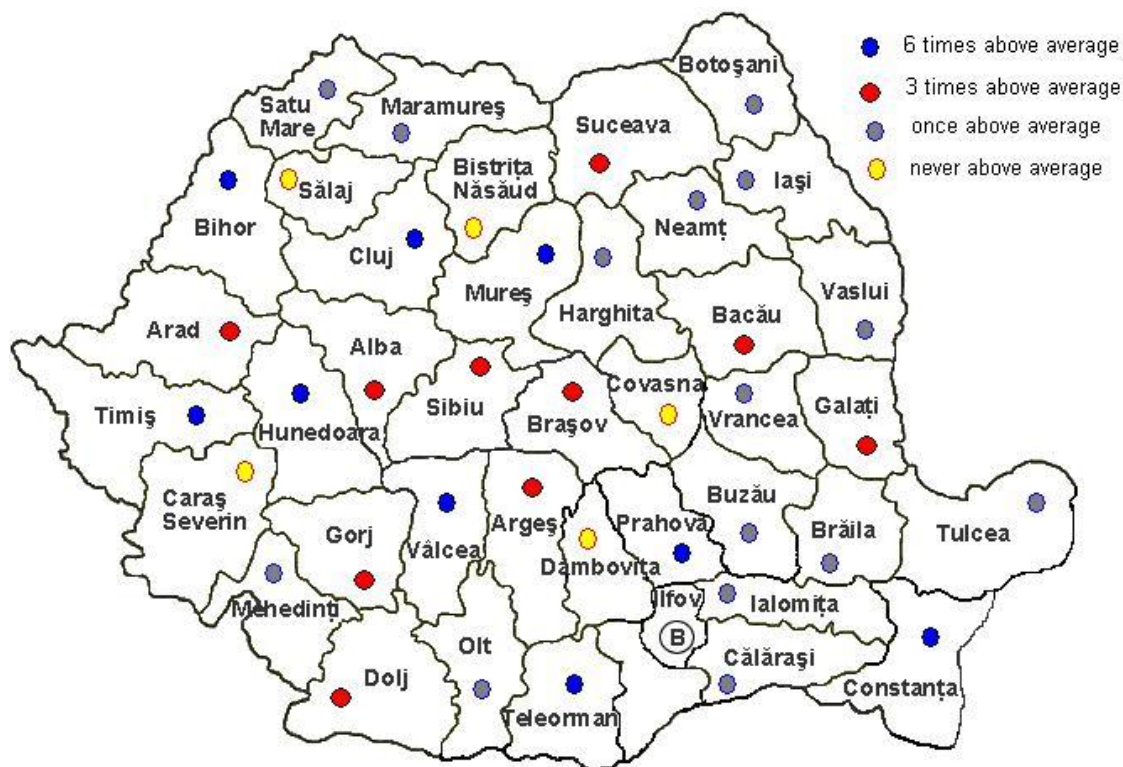 6 times above average
3 times above average
once above average
never above average
Botoşani
Satu
Mare
Maramureş
Suceava
Bistriţa
Năsăud
Iaşi
Sălaj
Neamţ
Bihor
Cluj
Mureş
Harghita
Vaslui
Bacău
Arad
Alba
Covasna
Timiş
Hunedoara
Sibiu
Braşov
Vrancea
Galaţi
Caraş
Severin
Buzău
Gorj
Vâlcea
Argeş
Prahova
Brăila
Tulcea
Dâmboviţa
Mehedinţi
Ilfov
Ialomiţa
B
Olt
Călăraşi
Dolj
Constanţa
Teleorman